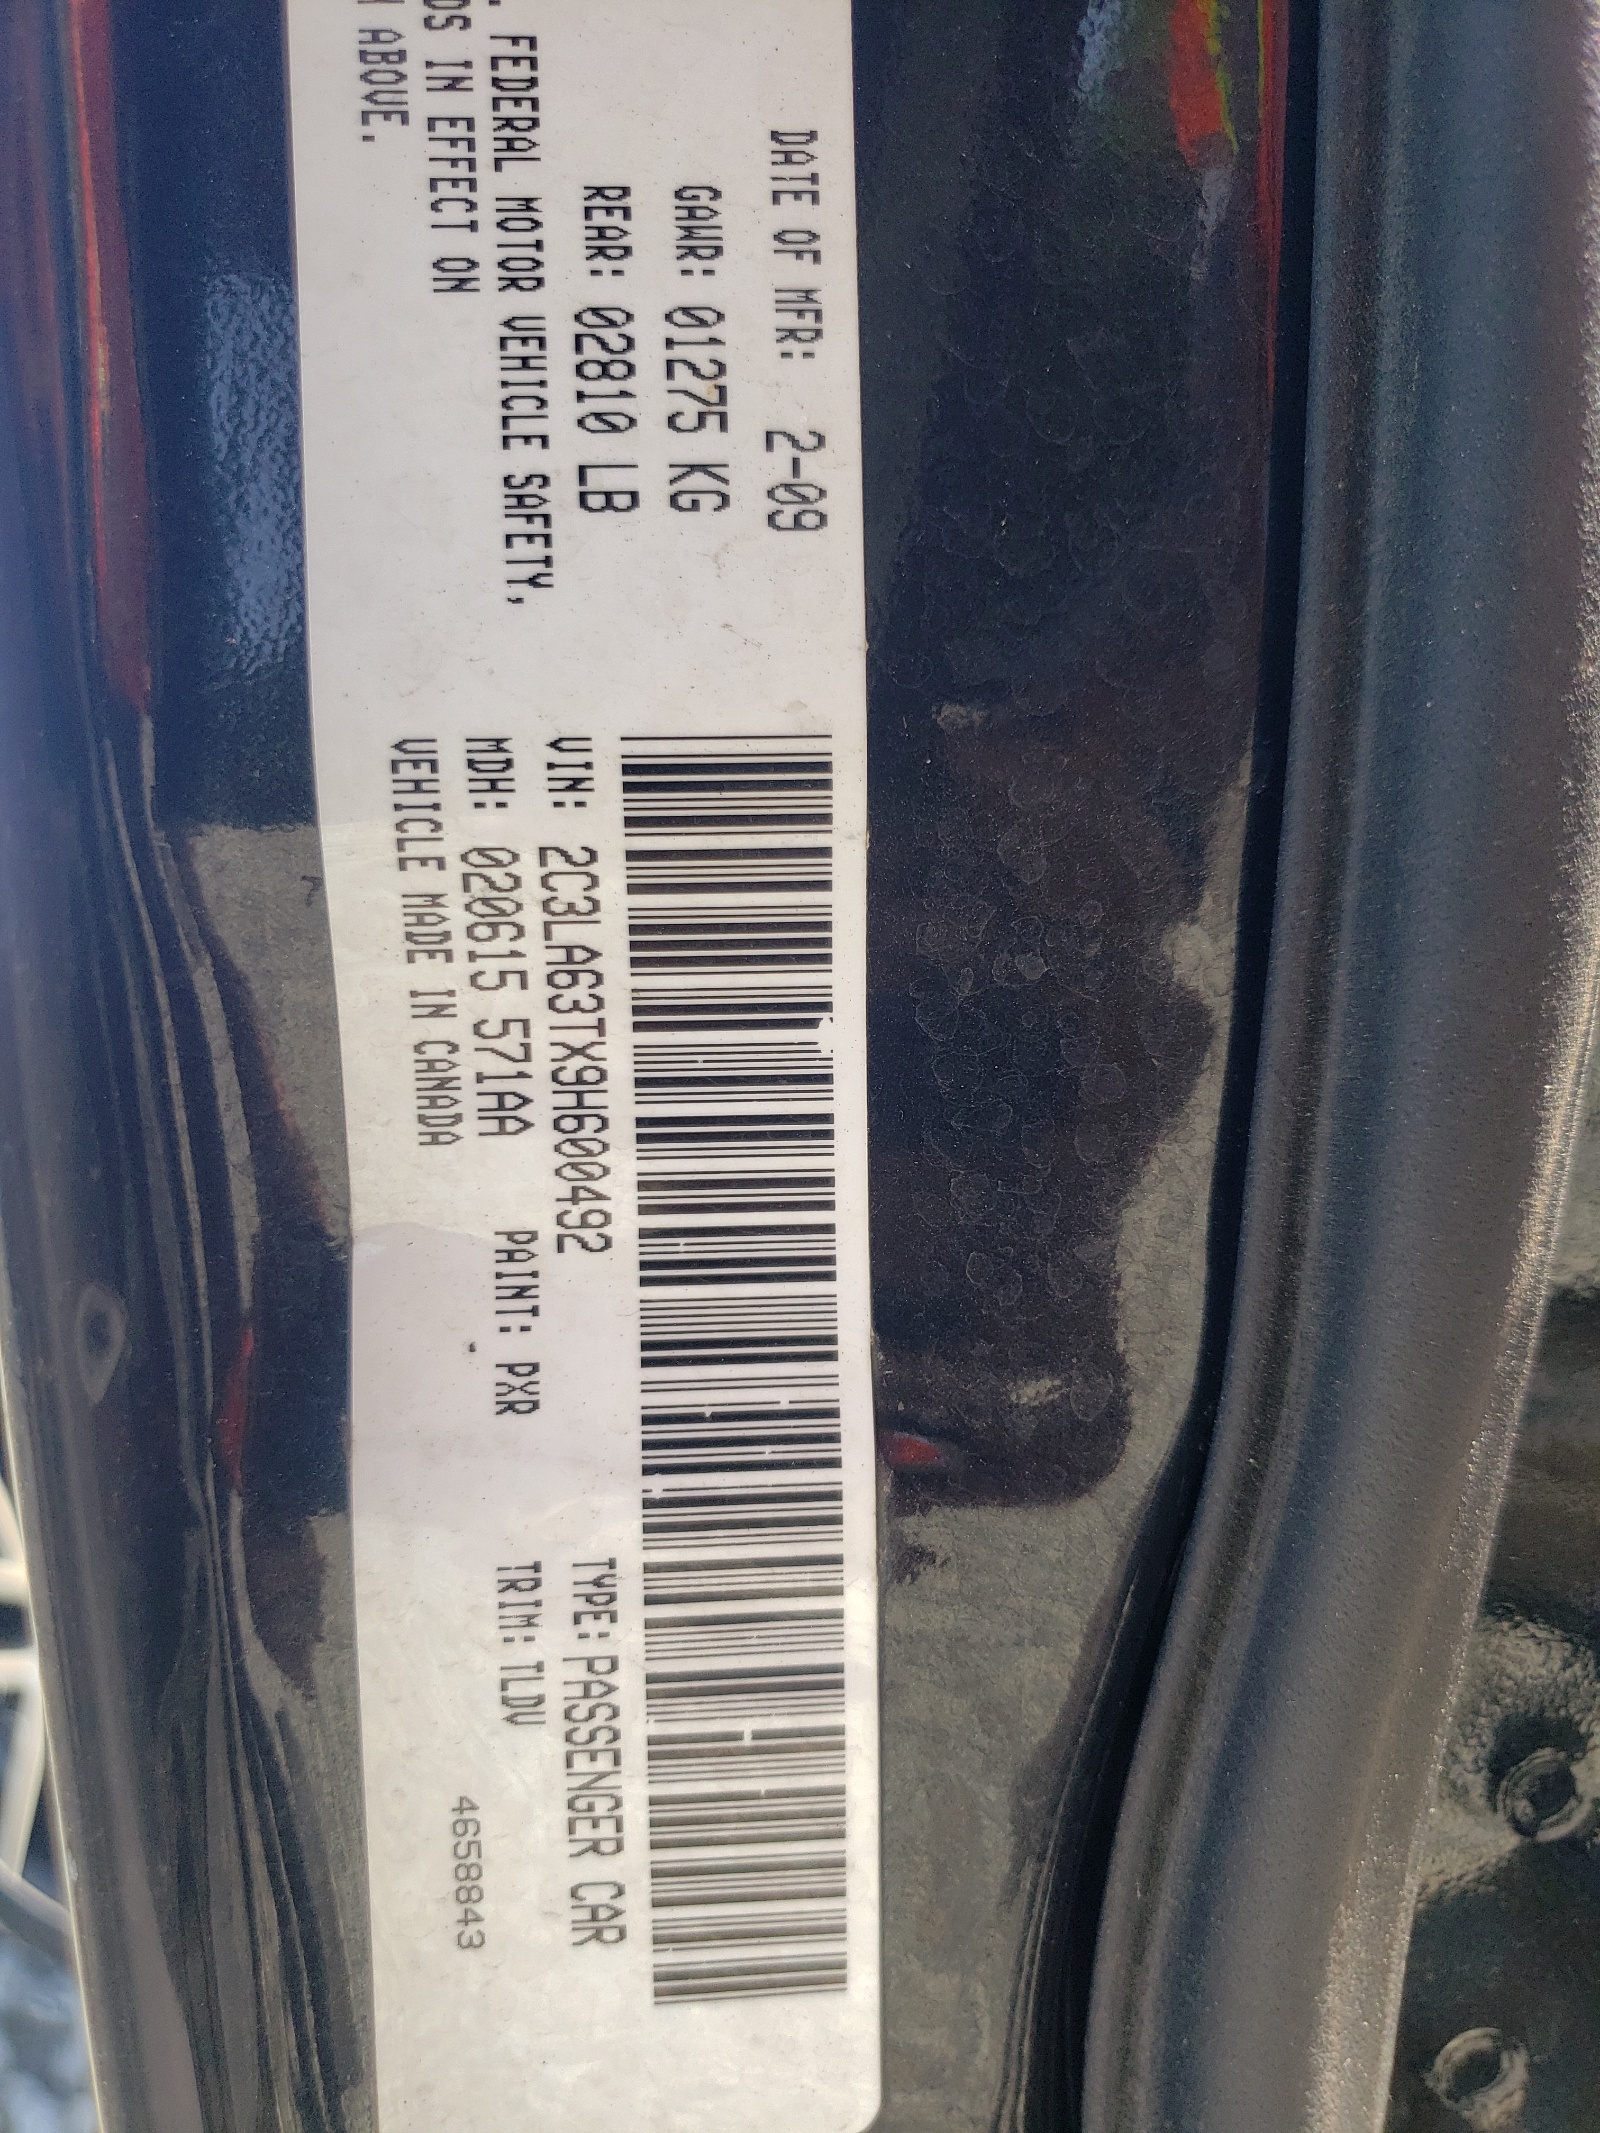 DATE OF MFR: 2-09
GAWR: 01275 KG
REAR: 02810 LB
FEDERAL MOTOR VEHICLE SAFETY,
IN EFFECT ON
ABOVE.
VIN: 2C3LA63TX9H600492
TYPE: PASSENGER CAR
MDH: 020615 571AA
PAINT: PXR
TRIM: TLDV
VEHICLE MADE IN CANADA
4658843